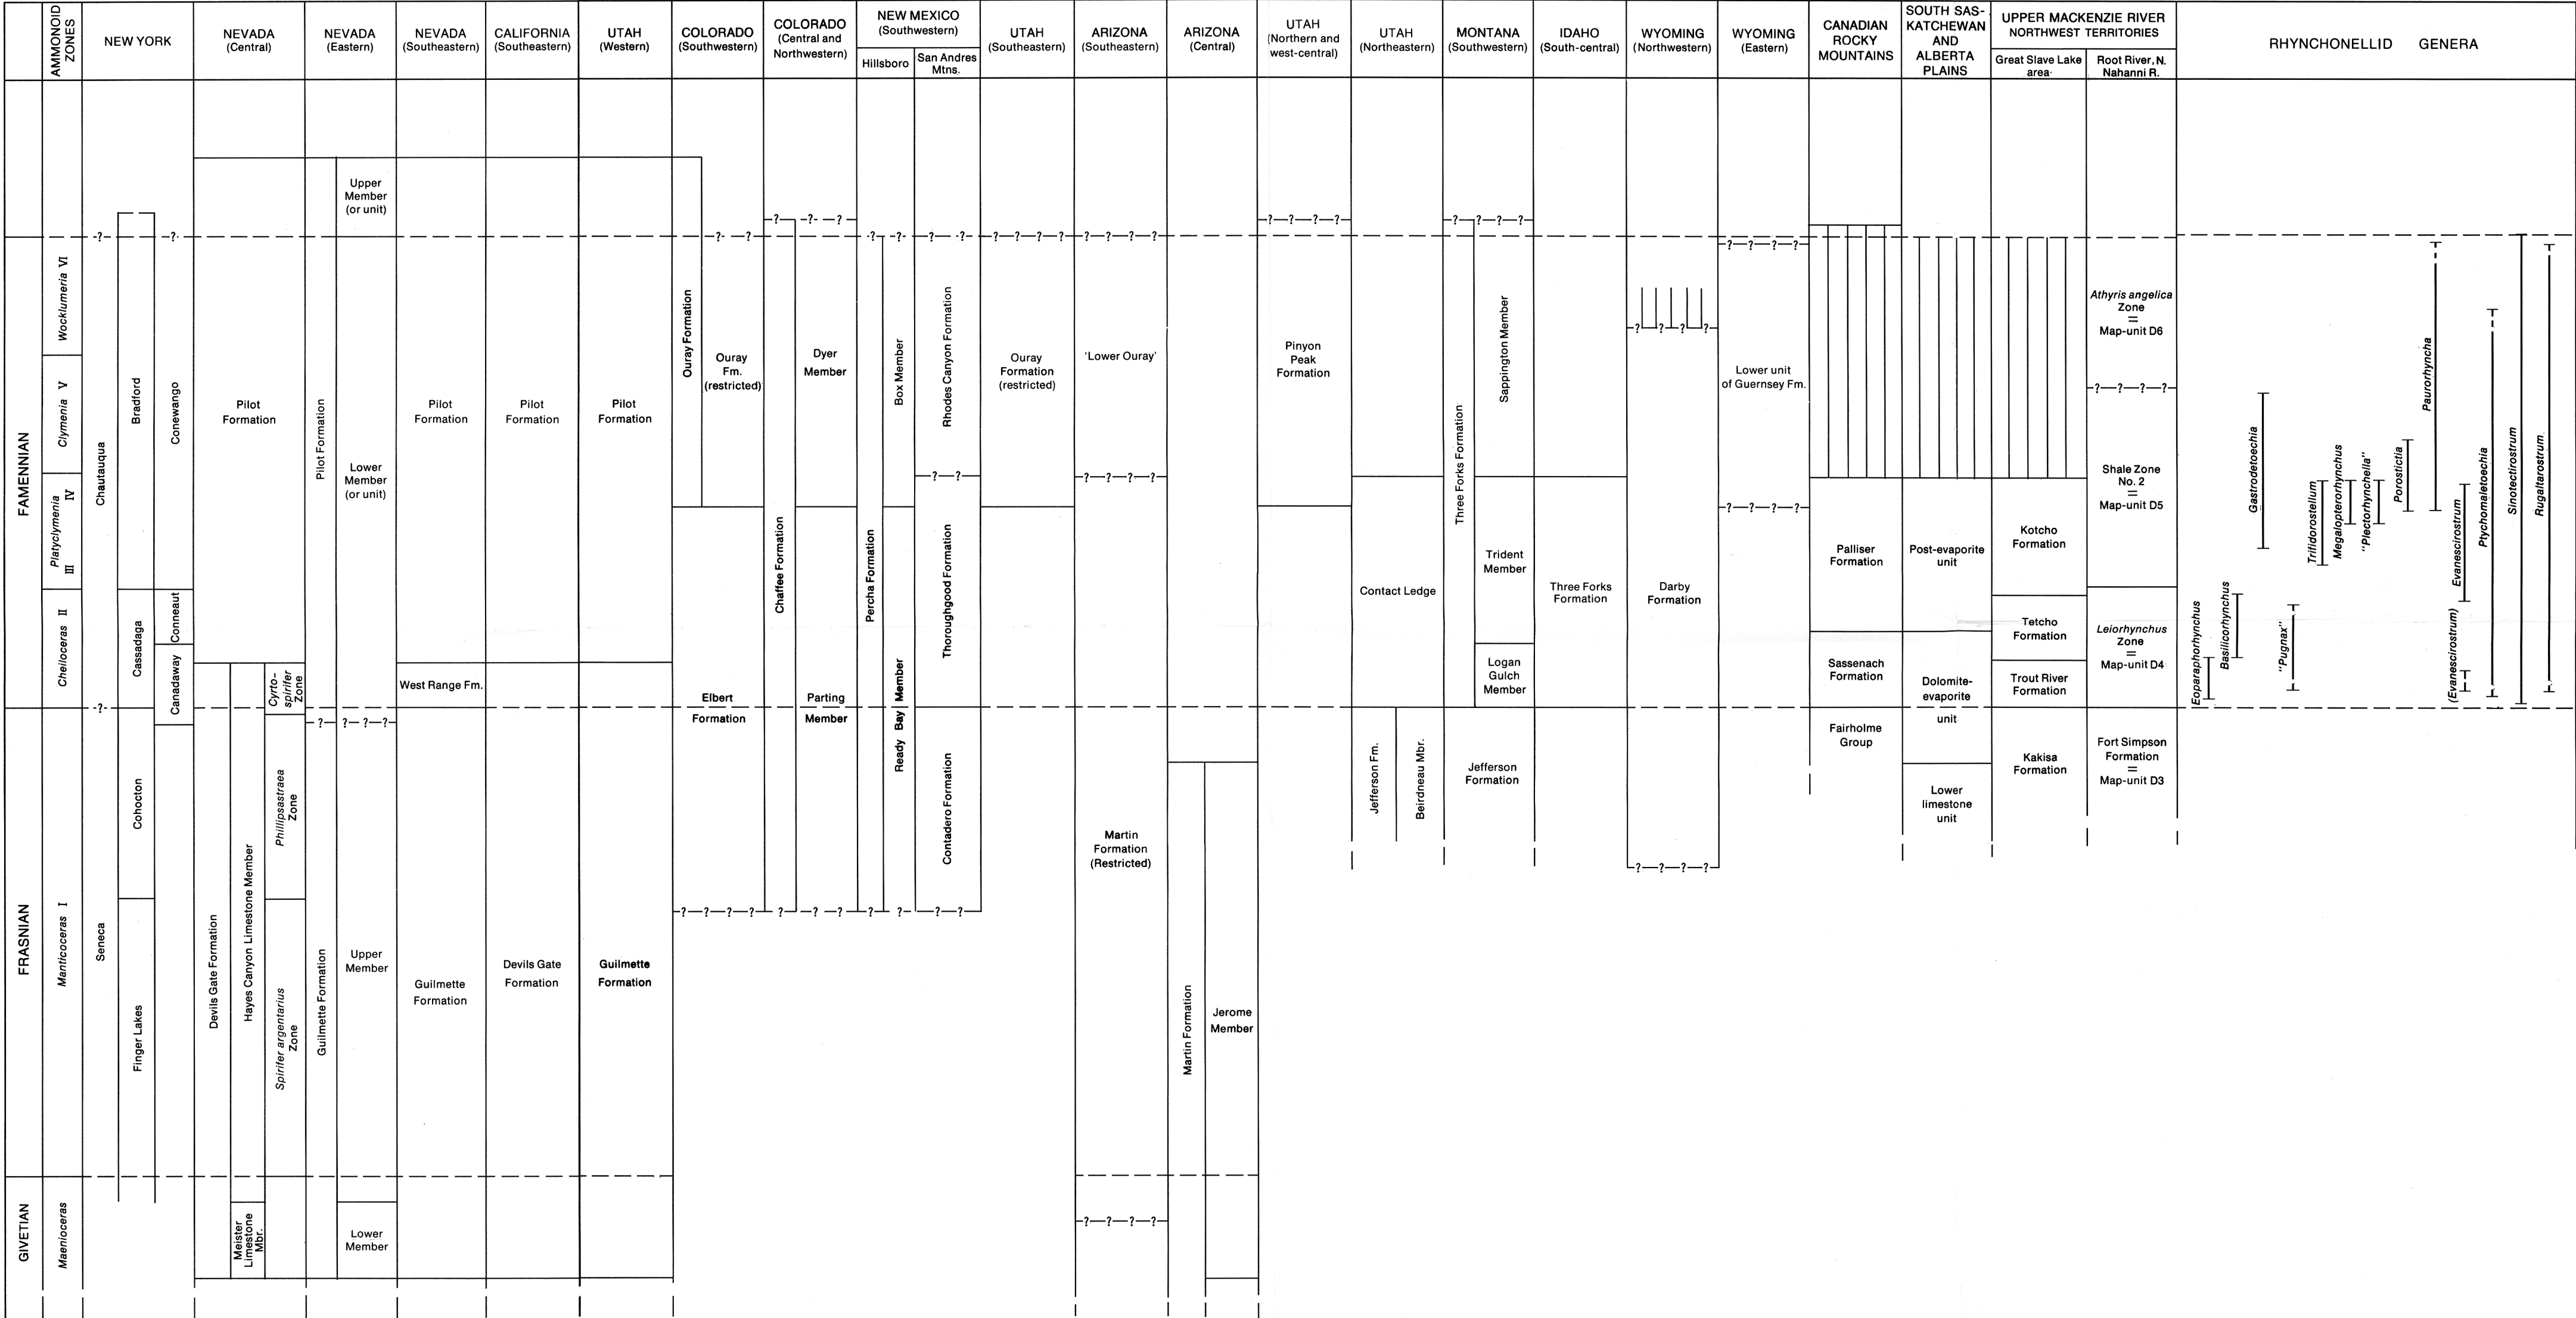 AMMONOID
ZONES
NEW YORK
NEVADA
(Central)
NEVADA
(Eastern)
NEVADA
(Southeastern)
CALIFORNIA
(Southeastern)
UTAH
(Western)
COLORADO
(Southwestern)
COLORADO
(Central and
Northwestern)
NEW MEXICO
(Southwestern)
Hillsboro
San Andres
Mtns.
UTAH
(Southeastern)
ARIZONA
(Southeastern)
ARIZONA
(Central)
UTAH
(Northern and
west-central)
UTAH
(Northeastern)
MONTANA
(Southwestern)
IDAHO
(South-central)
WYOMING
(Northwestern)
WYOMING
(Eastern)
CANADIAN
ROCKY
MOUNTAINS
SOUTH SAS-
KATCHEWAN
AND
ALBERTA
PLAINS
UPPER MACKENZIE RIVER
NORTHWEST TERRITORIES
Great Slave Lake
area
Root River, N.
Nahanni R.
RHYNCHONELLID GENERA
FAMENNIAN
FRASNIAN
GIVETIAN
Wocklumeria VI
Clymenia V
Platyclymenia
III IV
Cheiloceras II
Manticoceras I
Maenioceras
Chautauqua
Seneca
Bradford
Cassadaga
Cohocton
Finger Lakes
Conewango
Conneaut
Canadaway
Pilot
Formation
Devils Gate Formation
Hayes Canyon Limestone Member
Meister
Limestone
Mbr.
Cyrto-
spirifer
Zone
Phillipsastraea
Zone
Spirifer argentarius
Zone
Pilot Formation
Upper
Member
(or unit)
Lower
Member
(or unit)
Guilmette Formation
Upper
Member
Lower
Member
Pilot
Formation
West Range Fm.
Guilmette
Formation
Pilot
Formation
Devils Gate
Formation
Pilot
Formation
Guilmette
Formation
Ouray Formation
Ouray
Fm.
(restricted)
Elbert
Formation
Chaffee Formation
Dyer
Member
Parting
Member
Percha Formation
Box Member
Ready Bay Member
Rhodes Canyon Formation
Thoroughgood Formation
Contadero Formation
Ouray
Formation
(restricted)
'Lower Ouray'
Martin
Formation
(Restricted)
Martin Formation
Jerome
Member
Pinyon
Peak
Formation
Contact Ledge
Jefferson Fm.
Beirdneau Mbr.
Three Forks Formation
Sappington Member
Trident
Member
Logan
Gulch
Member
Jefferson
Formation
Three Forks
Formation
Darby
Formation
Lower unit
of Guernsey Fm.
Palliser
Formation
Sassenach
Formation
Fairholme
Group
Post-evaporite
unit
Dolomite-
evaporite
unit
Lower
limestone
unit
Kotcho
Formation
Tetcho
Formation
Trout River
Formation
Kakisa
Formation
Athyris angelica
Zone
=
Map-unit D6
Shale Zone
No. 2
=
Map-unit D5
Leiorhynchus
Zone
=
Map-unit D4
Fort Simpson
Formation
=
Map-unit D3
Eoparaphorhynchus
Basilicorhynchus
Gastrodetoechia
"Pugnax"
Trifidorostellum
Megalopterorhynchus
"Plectorhynchella"
Porostictia
Paurorhyncha
(Evanescirostrum)
Evanescirostrum
Ptychomaletoechia
Sinotectirostrum
Rugaltarostrum